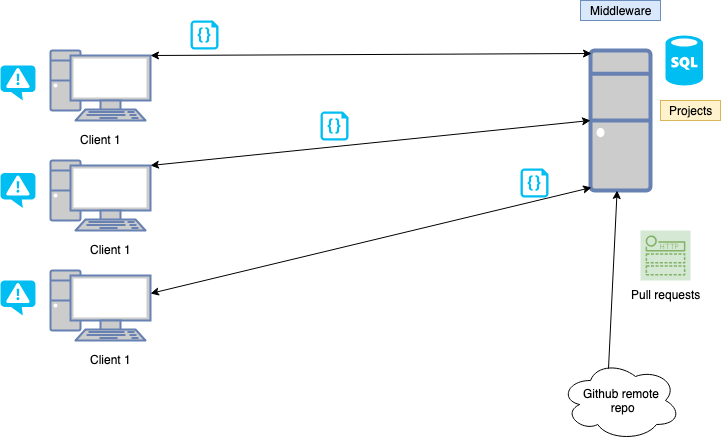 Middleware
{}
SQL
Projects
Client 1
{}
Client 1
{}
HTTP
Pull requests
Client 1
Github remote
repo